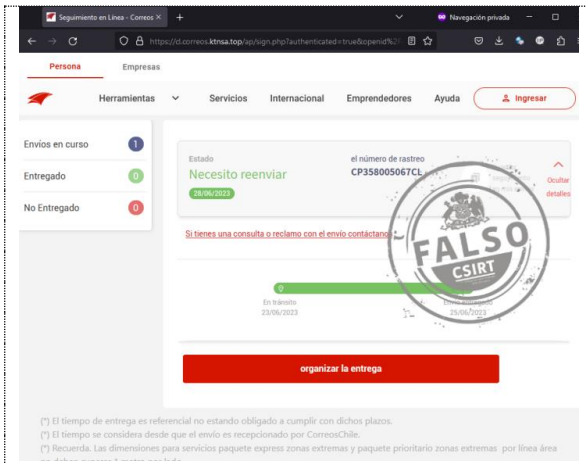 Seguimiento en Línea - Correos
Navegación privada
https://d.correos.ktnsa.top/ap/sign.php?authenticated=true&openid%2
Persona Empresas
Herramientas Servicios Internacional Emprendedores Ayuda Ingresar
Envíos en curso 1
Entregado 0
No Entregado 0
Estado
Necesito reenviar
28/06/2023
el número de rastreo
CP358005067CL
Ocultar
detalles
Si tienes una consulta o reclamo con el envío contáctanos
FALSO
CSIRT
En tránsito
23/06/2023
25/06/2023
organizar la entrega
(*) El tiempo de entrega es referencial no estando obligado a cumplir con dichos plazos.
(*) El tiempo se considera desde que el envío es recepcionado por CorreosChile.
(*) Recuerda. Las dimensiones para servicios paquete express zonas extremas y paquete prioritario zonas extremas por línea área